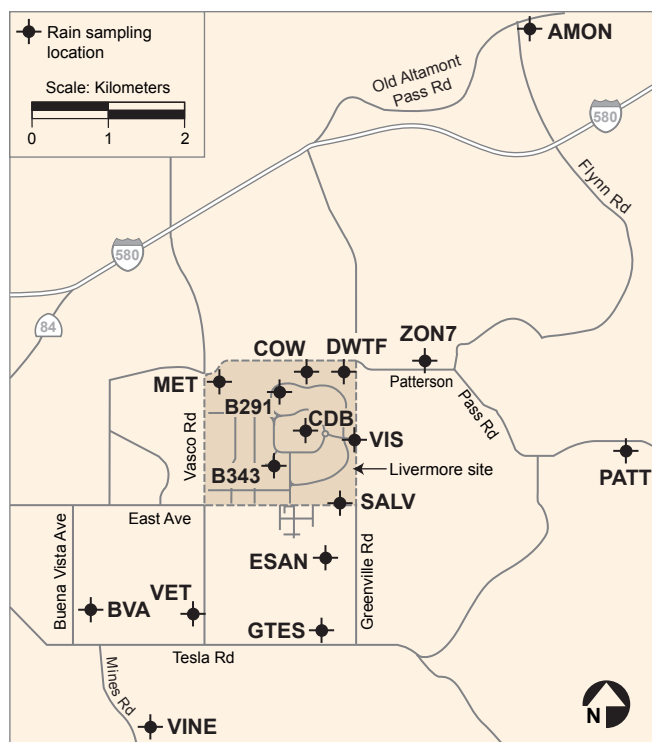 Rain sampling
location
Scale: Kilometers
0 1 2
AMON
Old Altamont
Pass Rd
580
Flynn Rd
580
84
ZON7
COW
DWTF
MET
Patterson
Pass Rd
B291
CDB
VIS
Vasco Rd
B343
Livermore site
PATT
SALV
East Ave
Buena Vista Ave
ESAN
Greenville Rd
VET
BVA
GTES
Tesla Rd
Mines Rd
VINE
N